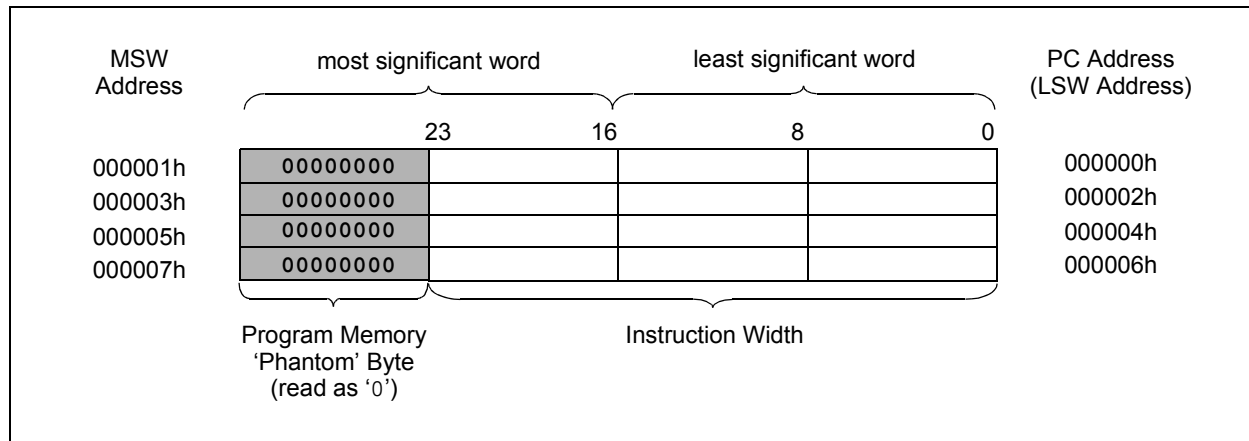 MSW
Address
most significant word
least significant word
PC Address
(LSW Address)
23 16 8 0
000001h 00000000 000000h
000003h 00000000 000002h
000005h 00000000 000004h
000007h 00000000 000006h
Program Memory
‘Phantom’ Byte
(read as ‘0’)
Instruction Width